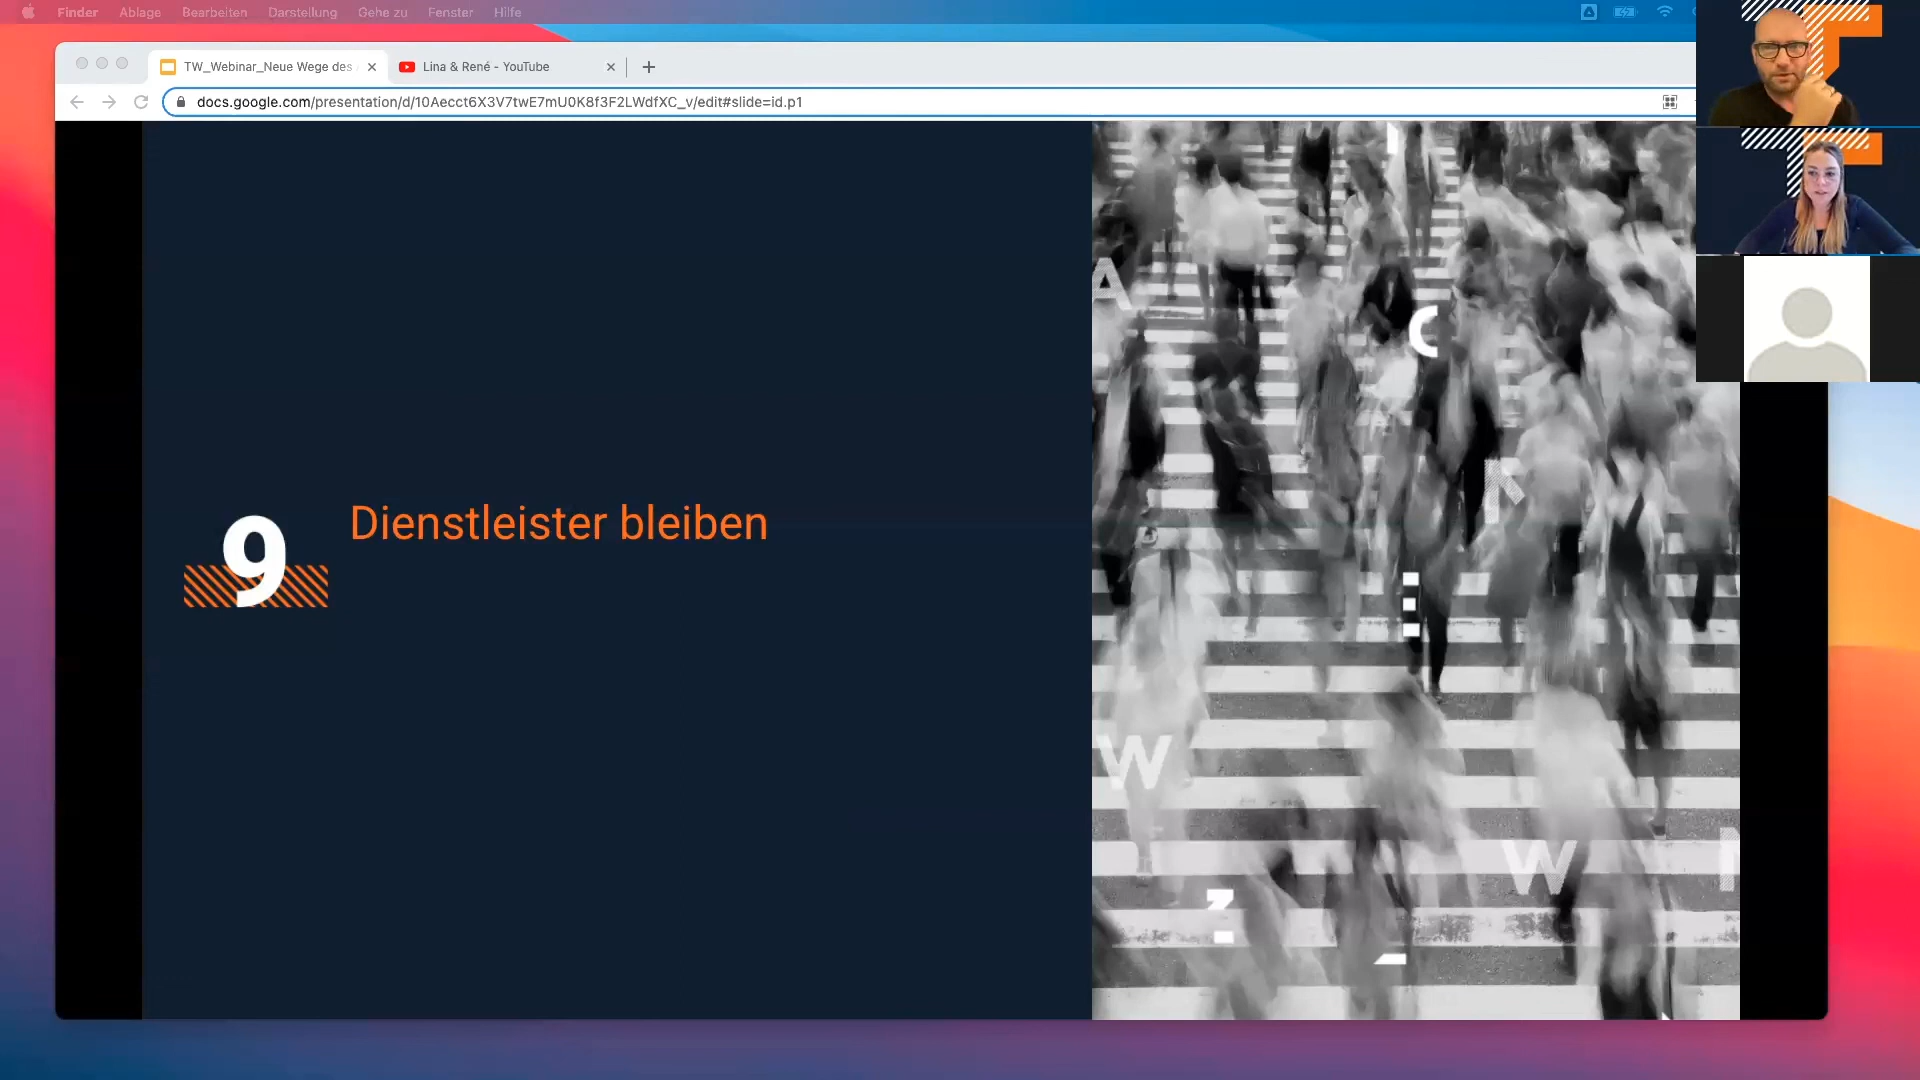 Finder Ablage Bearbeiten Darstellung Gehe zu Fenster Hilfe
TW_Webinar_Neue Wege des
Lina & René - YouTube
docs.google.com/presentation/d/10Aecct6X3V7twE7mU0K8f3F2LWdfXC_v/edit#slide=id.p1
9
Dienstleister bleiben
A
K
W
W